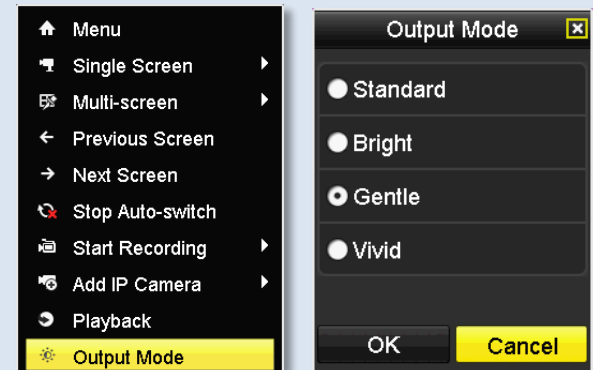 Menu
Single Screen
Multi-screen
Previous Screen
Next Screen
Stop Auto-switch
Start Recording
Add IP Camera
Playback
Output Mode
Output Mode
Standard
Bright
Gentle
Vivid
OK Cancel